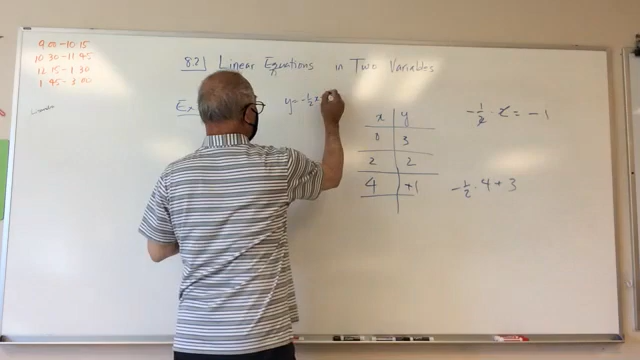 9 00 - 10 15
10 30 - 11 45
12 15 - 1 30
1 45 - 3 00
8.2 | Linear Equations in Two Variables
Ex
y = -1/2 x
x y
0 3
2 2
4 +1
-1/2 · 2 = -1
-1/2 · 4 + 3